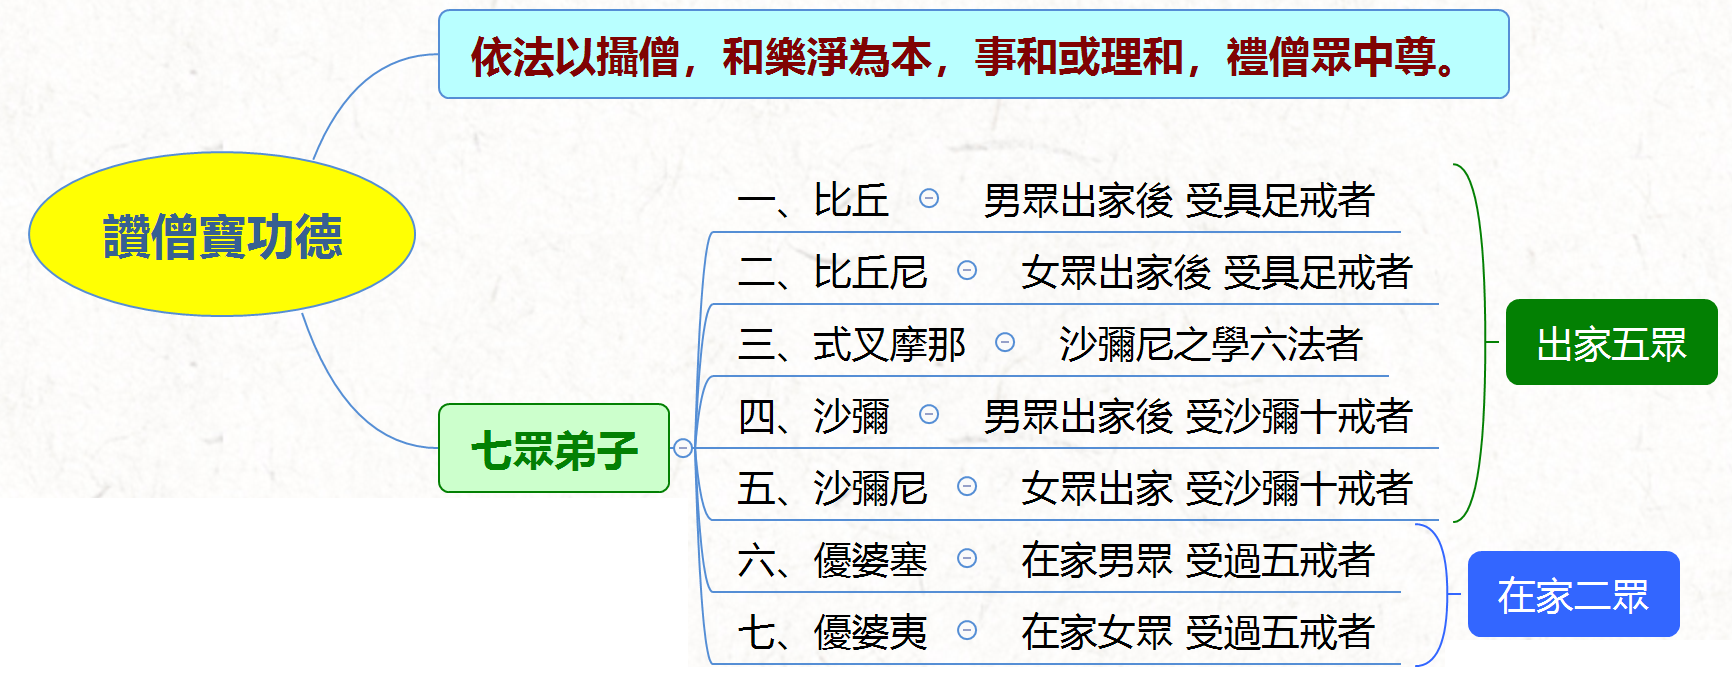 依法以攝僧，和樂淨為本，事和或理和，禮僧眾中尊。
讚僧寶功德
七眾弟子
一、比丘 男眾出家後 受具足戒者
二、比丘尼 女眾出家後 受具足戒者
三、式叉摩那 沙彌尼之學六法者
四、沙彌 男眾出家後 受沙彌十戒者
五、沙彌尼 女眾出家 受沙彌十戒者
六、優婆塞 在家男眾 受過五戒者
七、優婆夷 在家女眾 受過五戒者
出家五眾
在家二眾